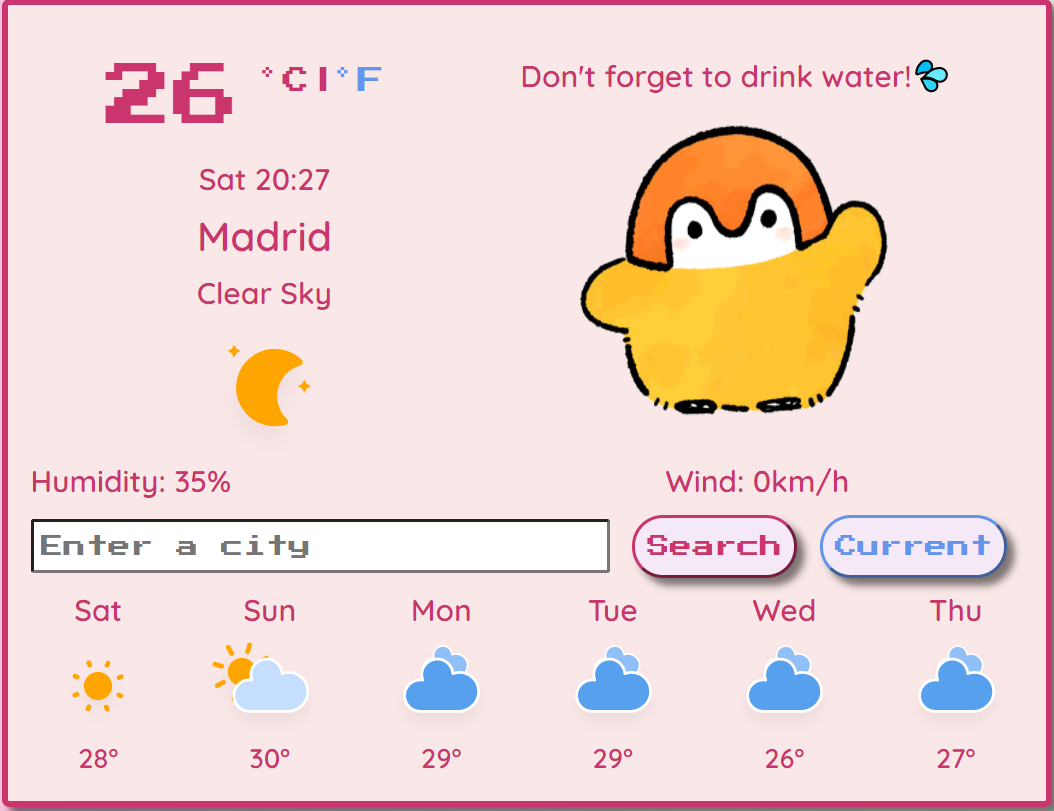 26 °C|°F
Don't forget to drink water!
Sat 20:27
Madrid
Clear Sky
Humidity: 35%
Wind: 0km/h
Enter a city
Search
Current
Sat Sun Mon Tue Wed Thu
28° 30° 29° 29° 26° 27°